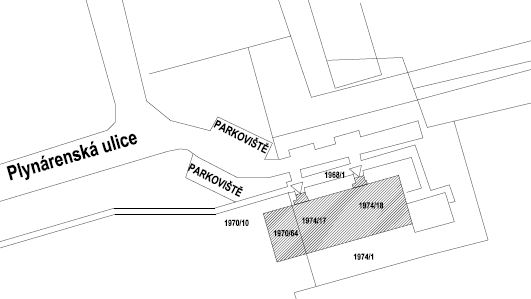 PARKOVIŠTĚ
Plynárenská ulice
PARKOVIŠTĚ
1968/1
1974/18
1970/10
1974/17
1970/64
1974/1